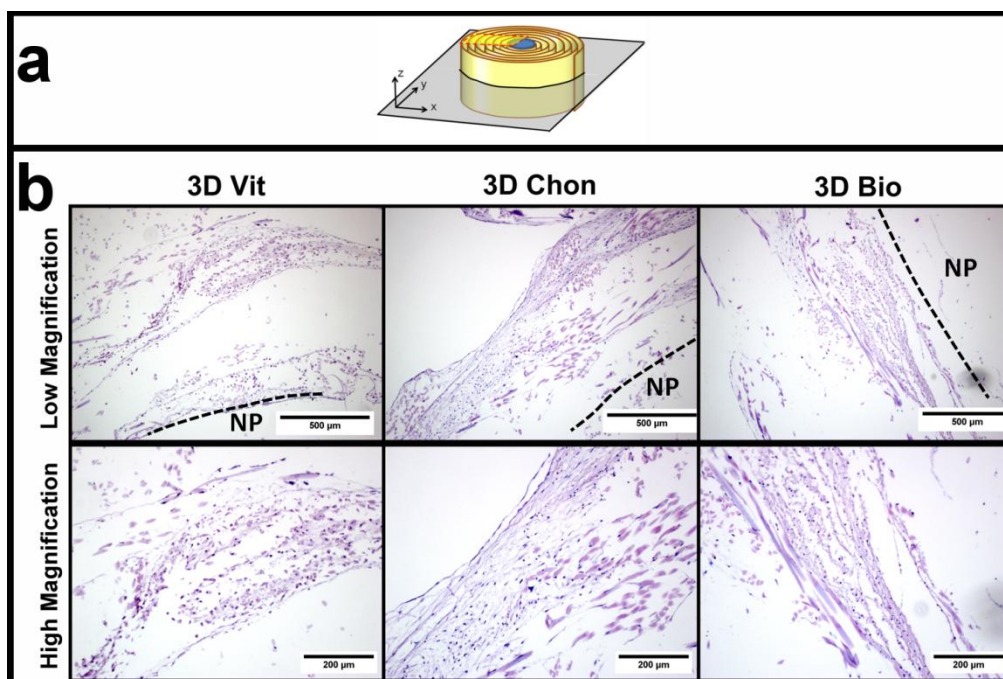 a
z
y
x
b
3D Vit
3D Chon
3D Bio
Low Magnification
NP
500 µm
NP
500 µm
NP
500 µm
High Magnification
200 µm
200 µm
200 µm